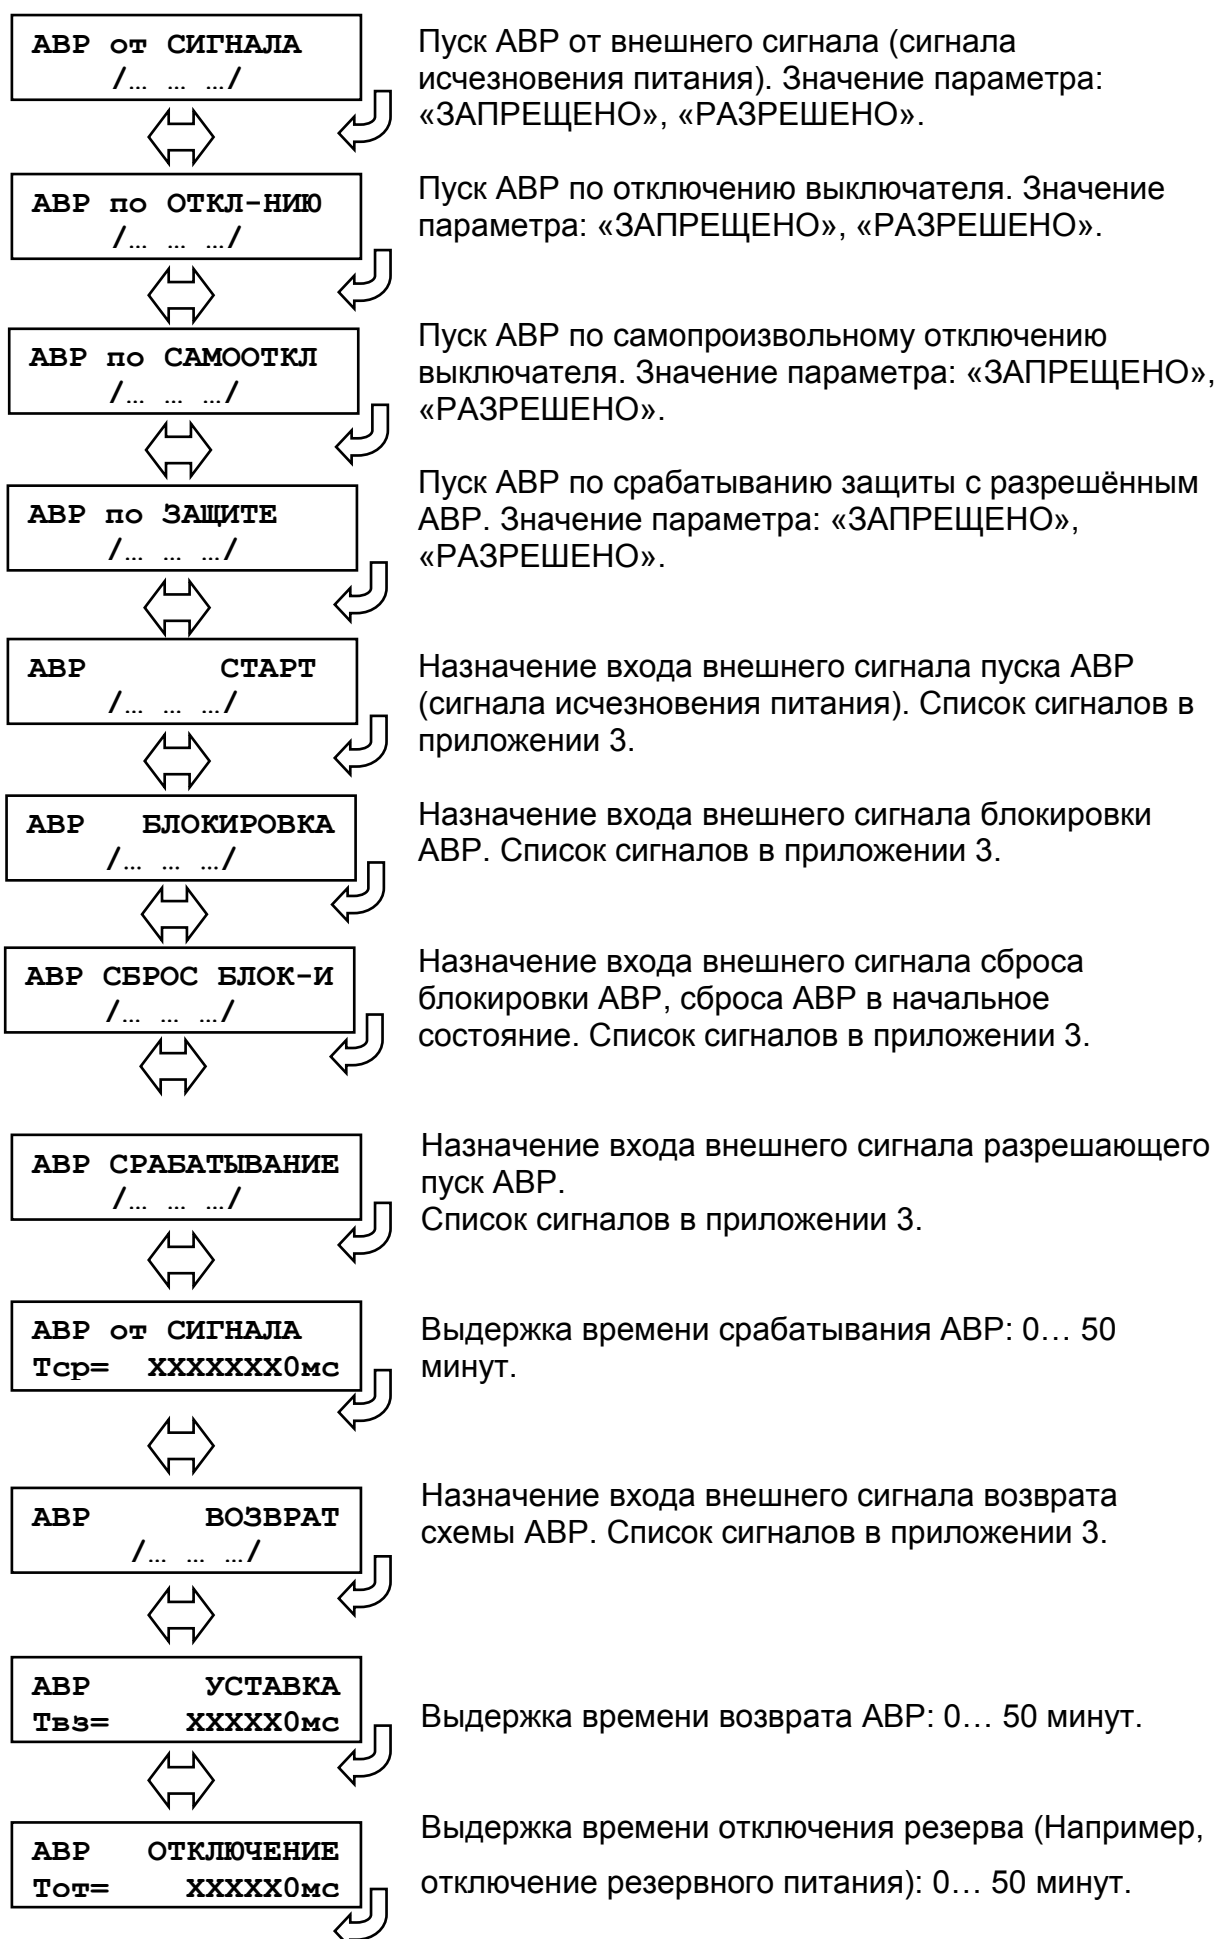 АВР от СИГНАЛА
/… … …/
Пуск АВР от внешнего сигнала (сигнала
исчезновения питания). Значение параметра:
«ЗАПРЕЩЕНО», «РАЗРЕШЕНО».
АВР по ОТКЛ-НИЮ
/… … …/
Пуск АВР по отключению выключателя. Значение
параметра: «ЗАПРЕЩЕНО», «РАЗРЕШЕНО».
АВР по САМООТКЛ
/… … …/
Пуск АВР по самопроизвольному отключению
выключателя. Значение параметра: «ЗАПРЕЩЕНО»,
«РАЗРЕШЕНО».
АВР по ЗАЩИТЕ
/… … …/
Пуск АВР по срабатыванию защиты с разрешённым
АВР. Значение параметра: «ЗАПРЕЩЕНО»,
«РАЗРЕШЕНО».
АВР СТАРТ
/… … …/
Назначение входа внешнего сигнала пуска АВР
(сигнала исчезновения питания). Список сигналов в
приложении 3.
АВР БЛОКИРОВКА
/… … …/
Назначение входа внешнего сигнала блокировки
АВР. Список сигналов в приложении 3.
АВР СБРОС БЛОК-И
/… … …/
Назначение входа внешнего сигнала сброса
блокировки АВР, сброса АВР в начальное
состояние. Список сигналов в приложении 3.
АВР СРАБАТЫВАНИЕ
/… … …/
Назначение входа внешнего сигнала разрешающего
пуск АВР.
Список сигналов в приложении 3.
АВР от СИГНАЛА
Тср= XXXXXXX0мс
Выдержка времени срабатывания АВР: 0… 50
минут.
АВР ВОЗВРАТ
/… … …/
Назначение входа внешнего сигнала возврата
схемы АВР. Список сигналов в приложении 3.
АВР УСТАВКА
Твз= XXXXX0мс
Выдержка времени возврата АВР: 0… 50 минут.
АВР ОТКЛЮЧЕНИЕ
Тот= XXXXX0мс
Выдержка времени отключения резерва (Например,
отключение резервного питания): 0… 50 минут.